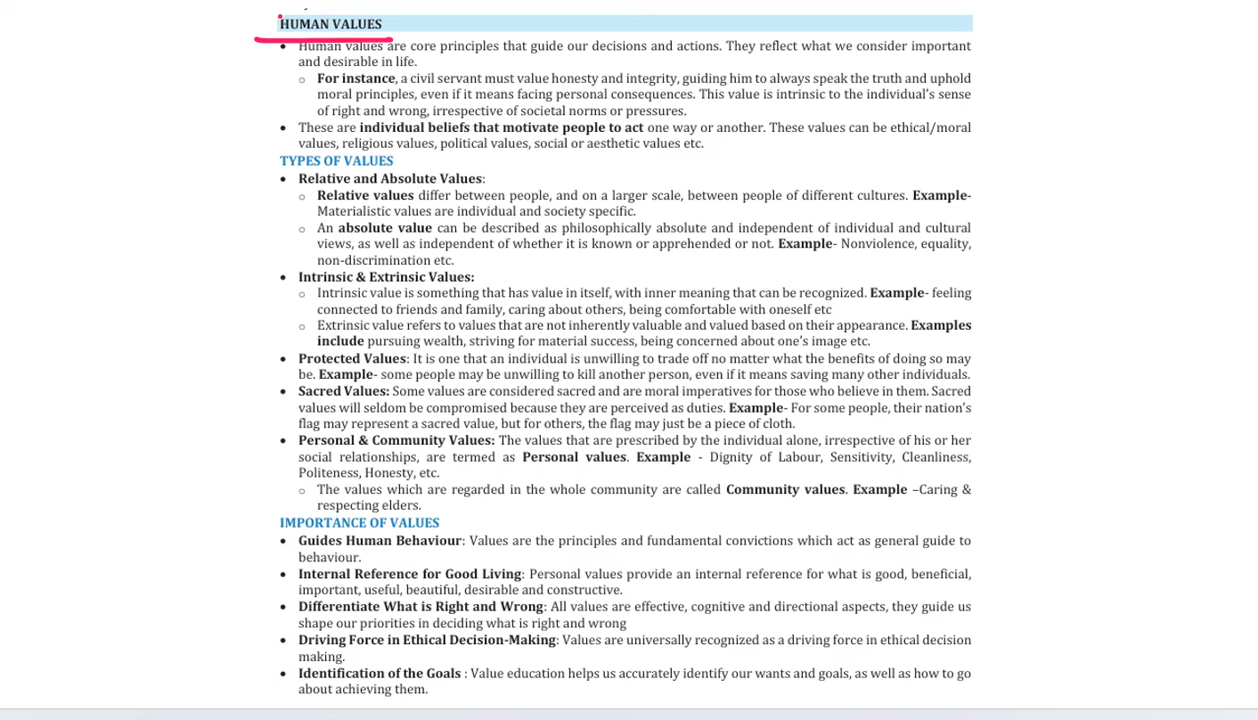 HUMAN VALUES
• Human values are core principles that guide our decisions and actions. They reflect what we consider important
and desirable in life.
o For instance, a civil servant must value honesty and integrity, guiding him to always speak the truth and uphold
moral principles, even if it means facing personal consequences. This value is intrinsic to the individual's sense
of right and wrong, irrespective of societal norms or pressures.
• These are individual beliefs that motivate people to act one way or another. These values can be ethical/moral
values, religious values, political values, social or aesthetic values etc.
TYPES OF VALUES
• Relative and Absolute Values:
o Relative values differ between people, and on a larger scale, between people of different cultures. Example-
Materialistic values are individual and society specific.
o An absolute value can be described as philosophically absolute and independent of individual and cultural
views, as well as independent of whether it is known or apprehended or not. Example- Nonviolence, equality,
non-discrimination etc.
• Intrinsic & Extrinsic Values:
o Intrinsic value is something that has value in itself, with inner meaning that can be recognized. Example- feeling
connected to friends and family, caring about others, being comfortable with oneself etc
o Extrinsic value refers to values that are not inherently valuable and valued based on their appearance. Examples
include pursuing wealth, striving for material success, being concerned about one's image etc.
• Protected Values: It is one that an individual is unwilling to trade off no matter what the benefits of doing so may
be. Example- some people may be unwilling to kill another person, even if it means saving many other individuals.
• Sacred Values: Some values are considered sacred and are moral imperatives for those who believe in them. Sacred
values will seldom be compromised because they are perceived as duties. Example- For some people, their nation's
flag may represent a sacred value, but for others, the flag may just be a piece of cloth.
• Personal & Community Values: The values that are prescribed by the individual alone, irrespective of his or her
social relationships, are termed as Personal values. Example - Dignity of Labour, Sensitivity, Cleanliness,
Politeness, Honesty, etc.
o The values which are regarded in the whole community are called Community values. Example –Caring &
respecting elders.
IMPORTANCE OF VALUES
• Guides Human Behaviour: Values are the principles and fundamental convictions which act as general guide to
behaviour.
• Internal Reference for Good Living: Personal values provide an internal reference for what is good, beneficial,
important, useful, beautiful, desirable and constructive.
• Differentiate What is Right and Wrong: All values are effective, cognitive and directional aspects, they guide us
shape our priorities in deciding what is right and wrong
• Driving Force in Ethical Decision-Making: Values are universally recognized as a driving force in ethical decision
making.
• Identification of the Goals : Value education helps us accurately identify our wants and goals, as well as how to go
about achieving them.